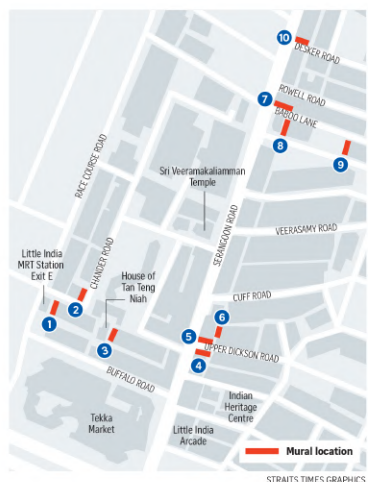 10
DESKER ROAD
ROWELL ROAD
7
BABOO LANE
8
9
RACE COURSE ROAD
Sri Veeramakaliamman
Temple
SERANGOON ROAD
VEERASAMY ROAD
CHANDER ROAD
Little India
MRT Station
Exit E
House of
Tan Teng
Niah
CUFF ROAD
1
2
3
5
6
4
UPPER DICKSON ROAD
BUFFALO ROAD
Tekka
Market
Indian
Heritage
Centre
Little India
Arcade
Mural location
STRAITS TIMES GRAPHICS